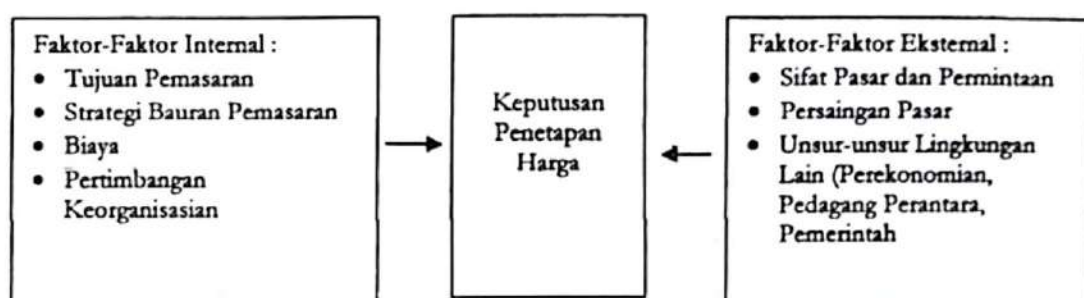 Faktor-Faktor Internal :
• Tujuan Pemasaran
• Strategi Bauran Pemasaran
• Biaya
• Pertimbangan
Keorganisasian
Keputusan
Penetapan
Harga
Faktor-Faktor Eksternal :
• Sifat Pasar dan Permintaan
• Persaingan Pasar
• Unsur-unsur Lingkungan
Lain (Perekonomian,
Pedagang Perantara,
Pemerintah